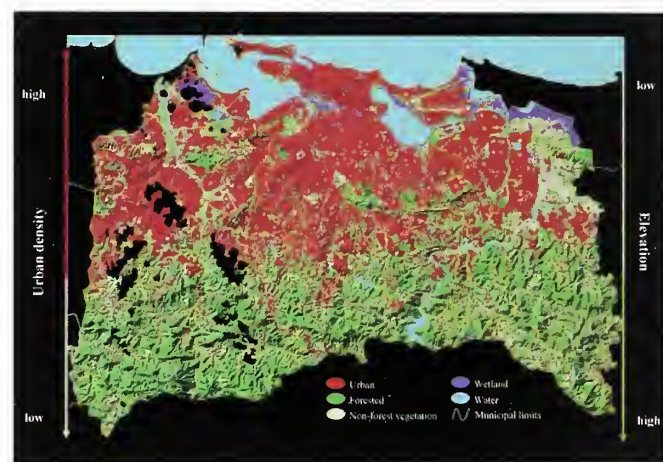 high
low
Urban density
Elevation
Urban
Wetland
Forested
Water
Non-forest vegetation
Municipal limits
low
high